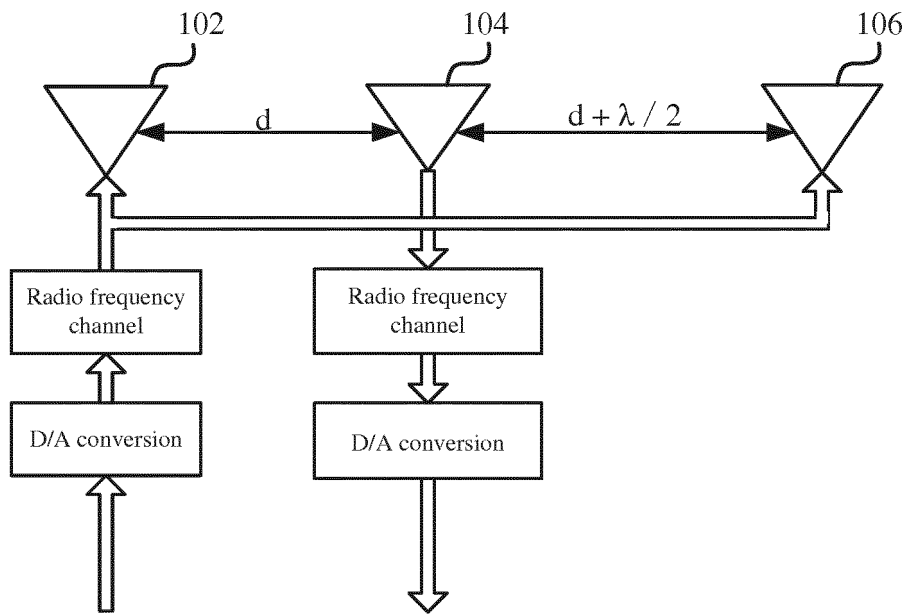 102
104
106
d
d + λ / 2
Radio frequency
channel
Radio frequency
channel
D/A conversion
D/A conversion